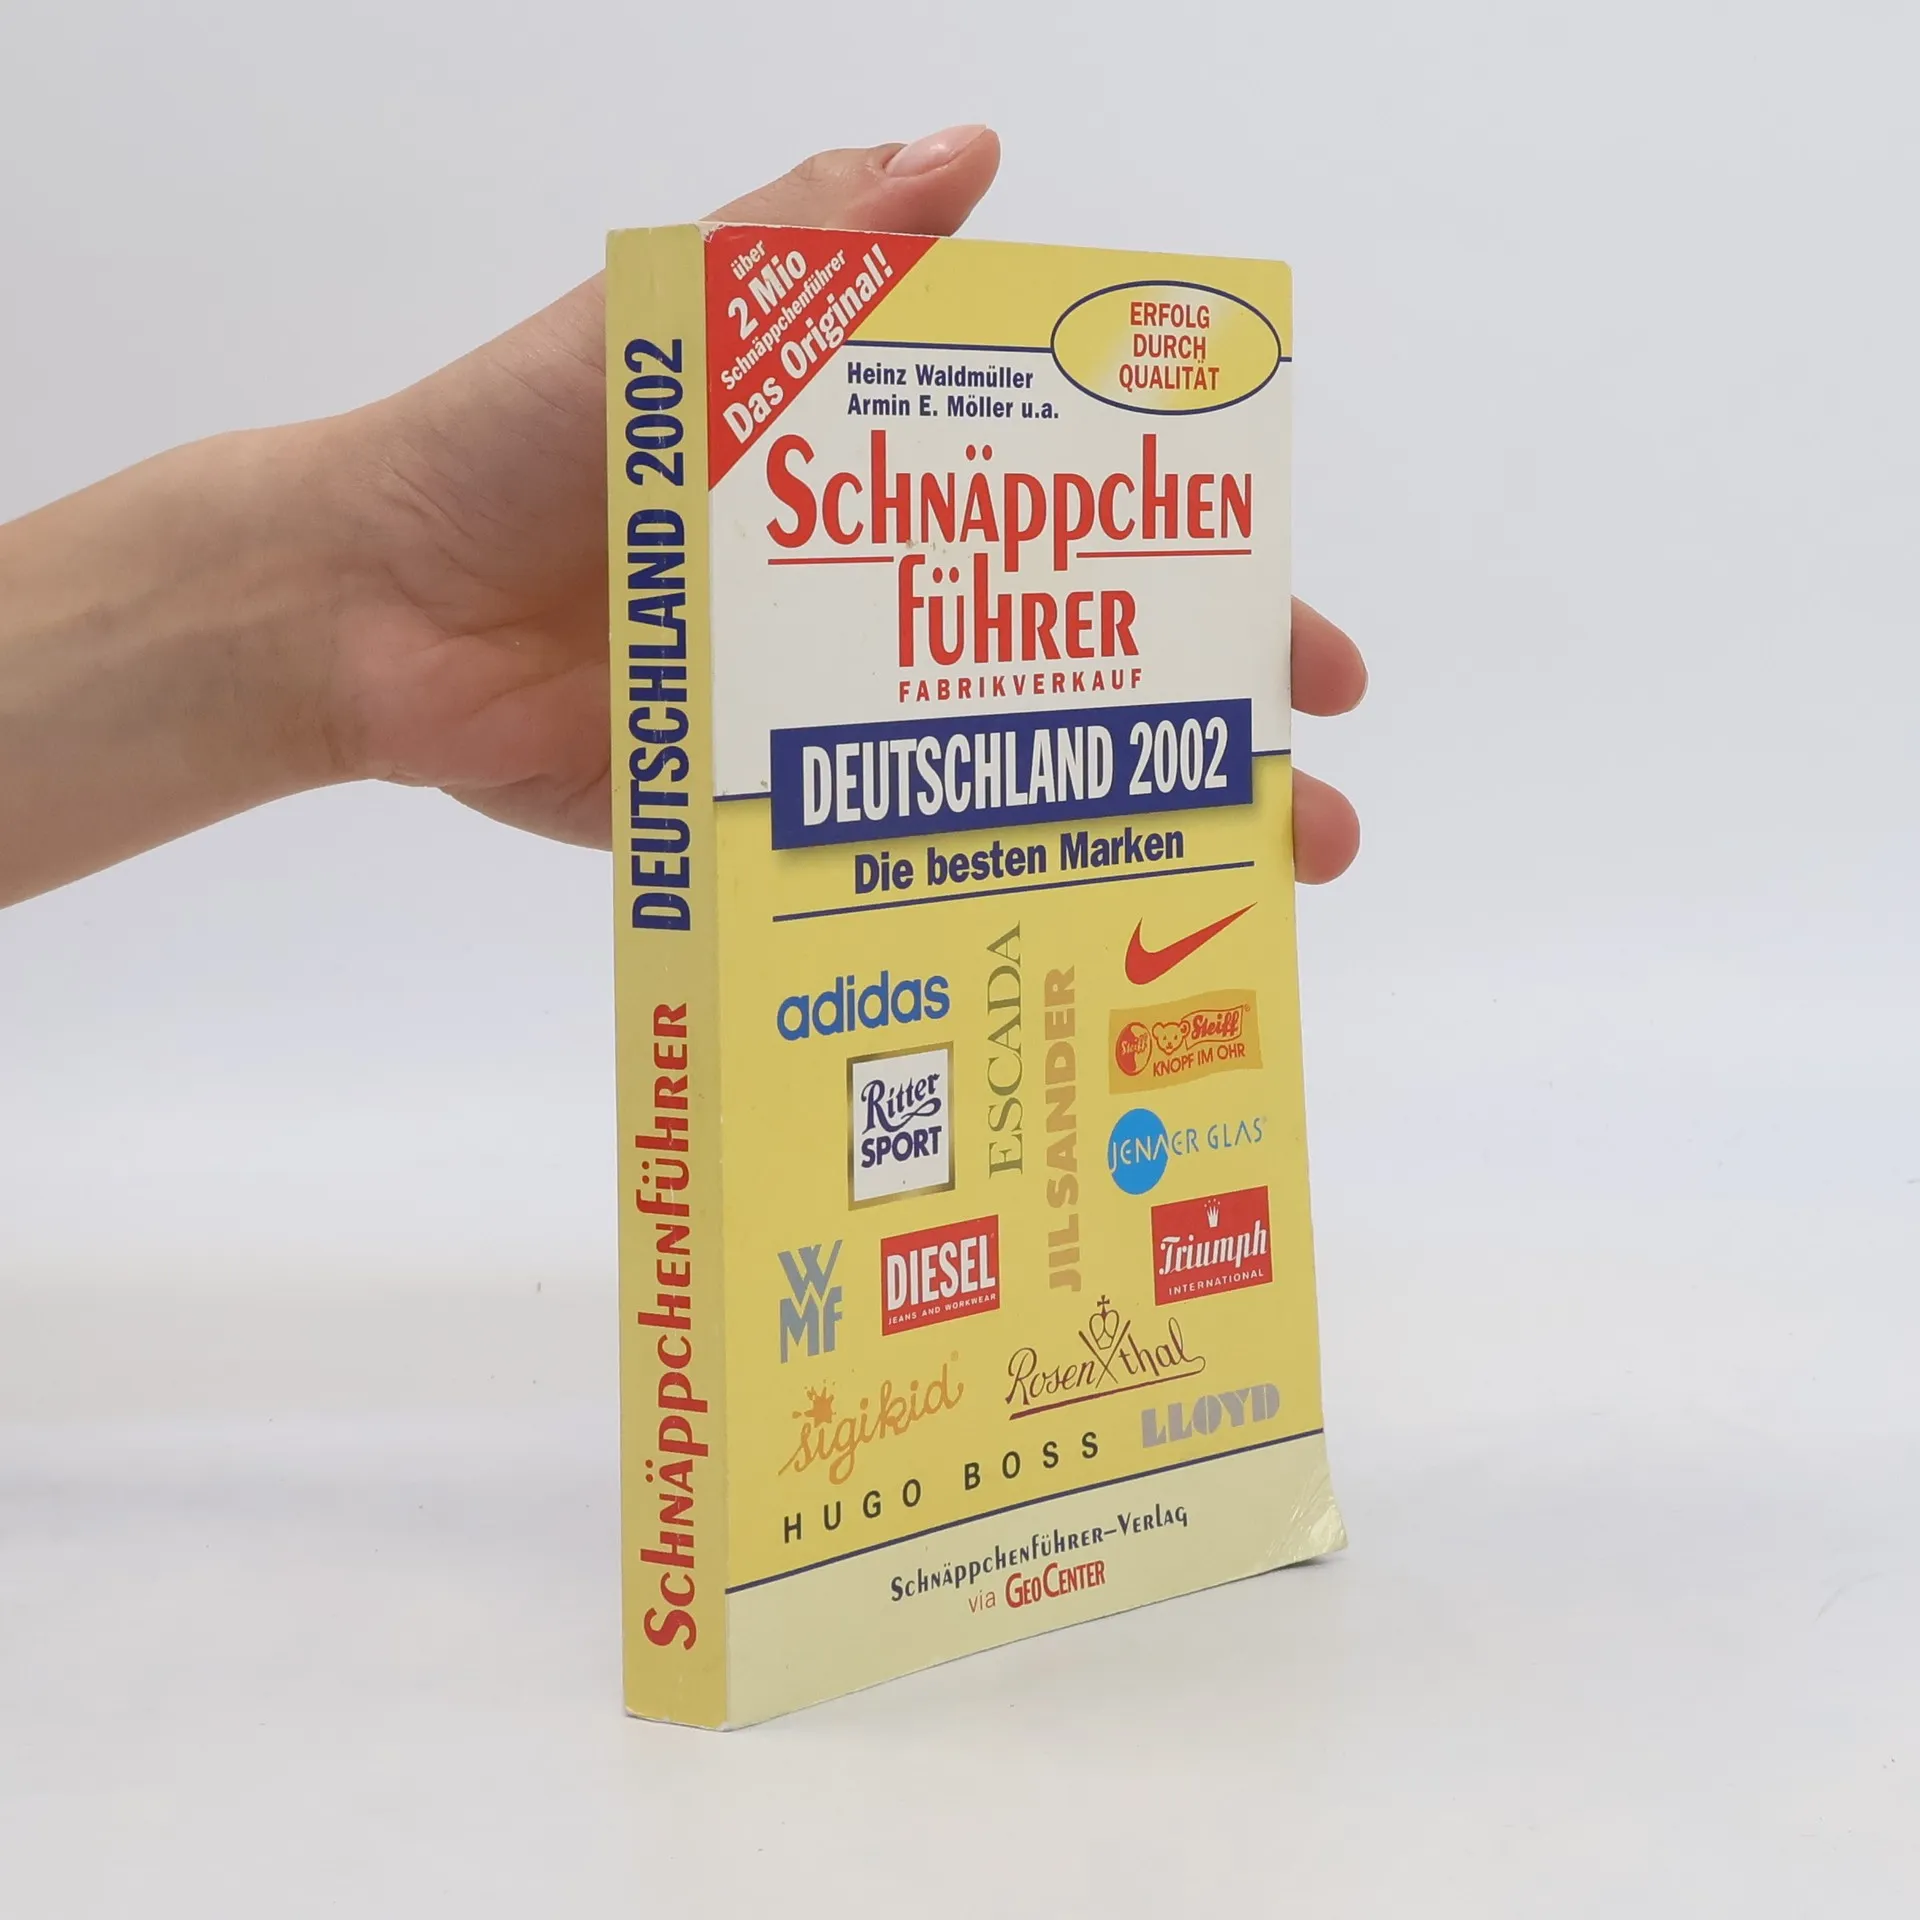 DEUTSCHLAND 2002
SCHNÄPPCHENFÜHRER
über
2 Mio
Schnäppchenführer
Das Original!
ERFOLG
DURCH
QUALITÄT
Heinz Waldmüller
Armin E. Möller u.a.
SCHNÄPPCHEN
FÜHRER
FABRIKVERKAUF
DEUTSCHLAND 2002
Die besten Marken
adidas
ESCADA
JIL SANDER
Steiff
Steiff
KNOPF IM OHR
Ritter
SPORT
JENAER GLAS
WMF
DIESEL
JEANS AND WORKWEAR
Triumph
INTERNATIONAL
sigikid
Rosenthal
LLOYD
HUGO BOSS
SCHNÄPPCHENFÜHRER-VERLAG
via GEOCENTER